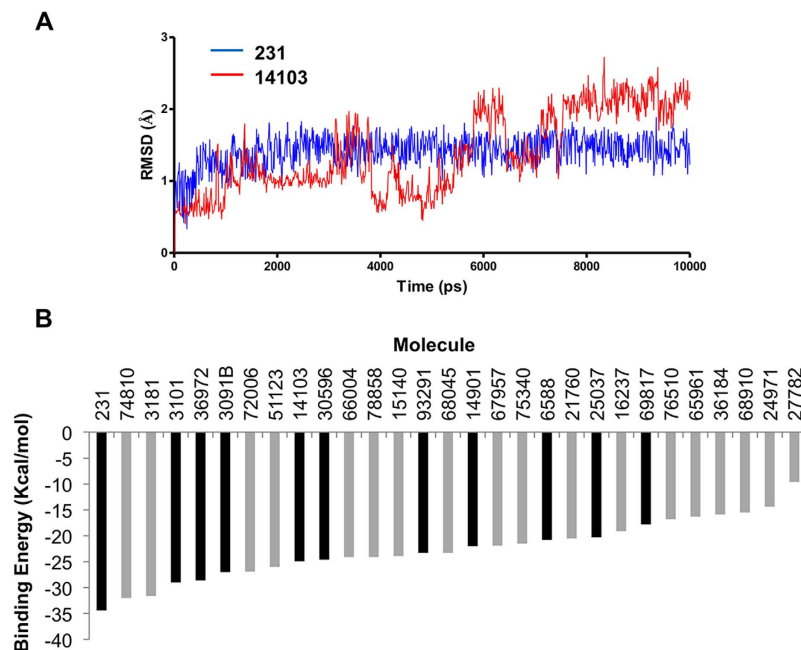 A
231
14103
3
2
1
0
RMSD (Å)
0 2000 4000 6000 8000 10000
Time (ps)
B
Molecule
231 74810 3181 3101 36972 3091B 72006 51123 14103 30596 66004 78858 15140 93291 68045 14901 67957 75340 6588 21760 25037 16237 69817 76510 65961 36184 68910 24971 27782
0
-5
-10
-15
-20
-25
-30
-35
-40
Binding Energy (Kcal/mol)